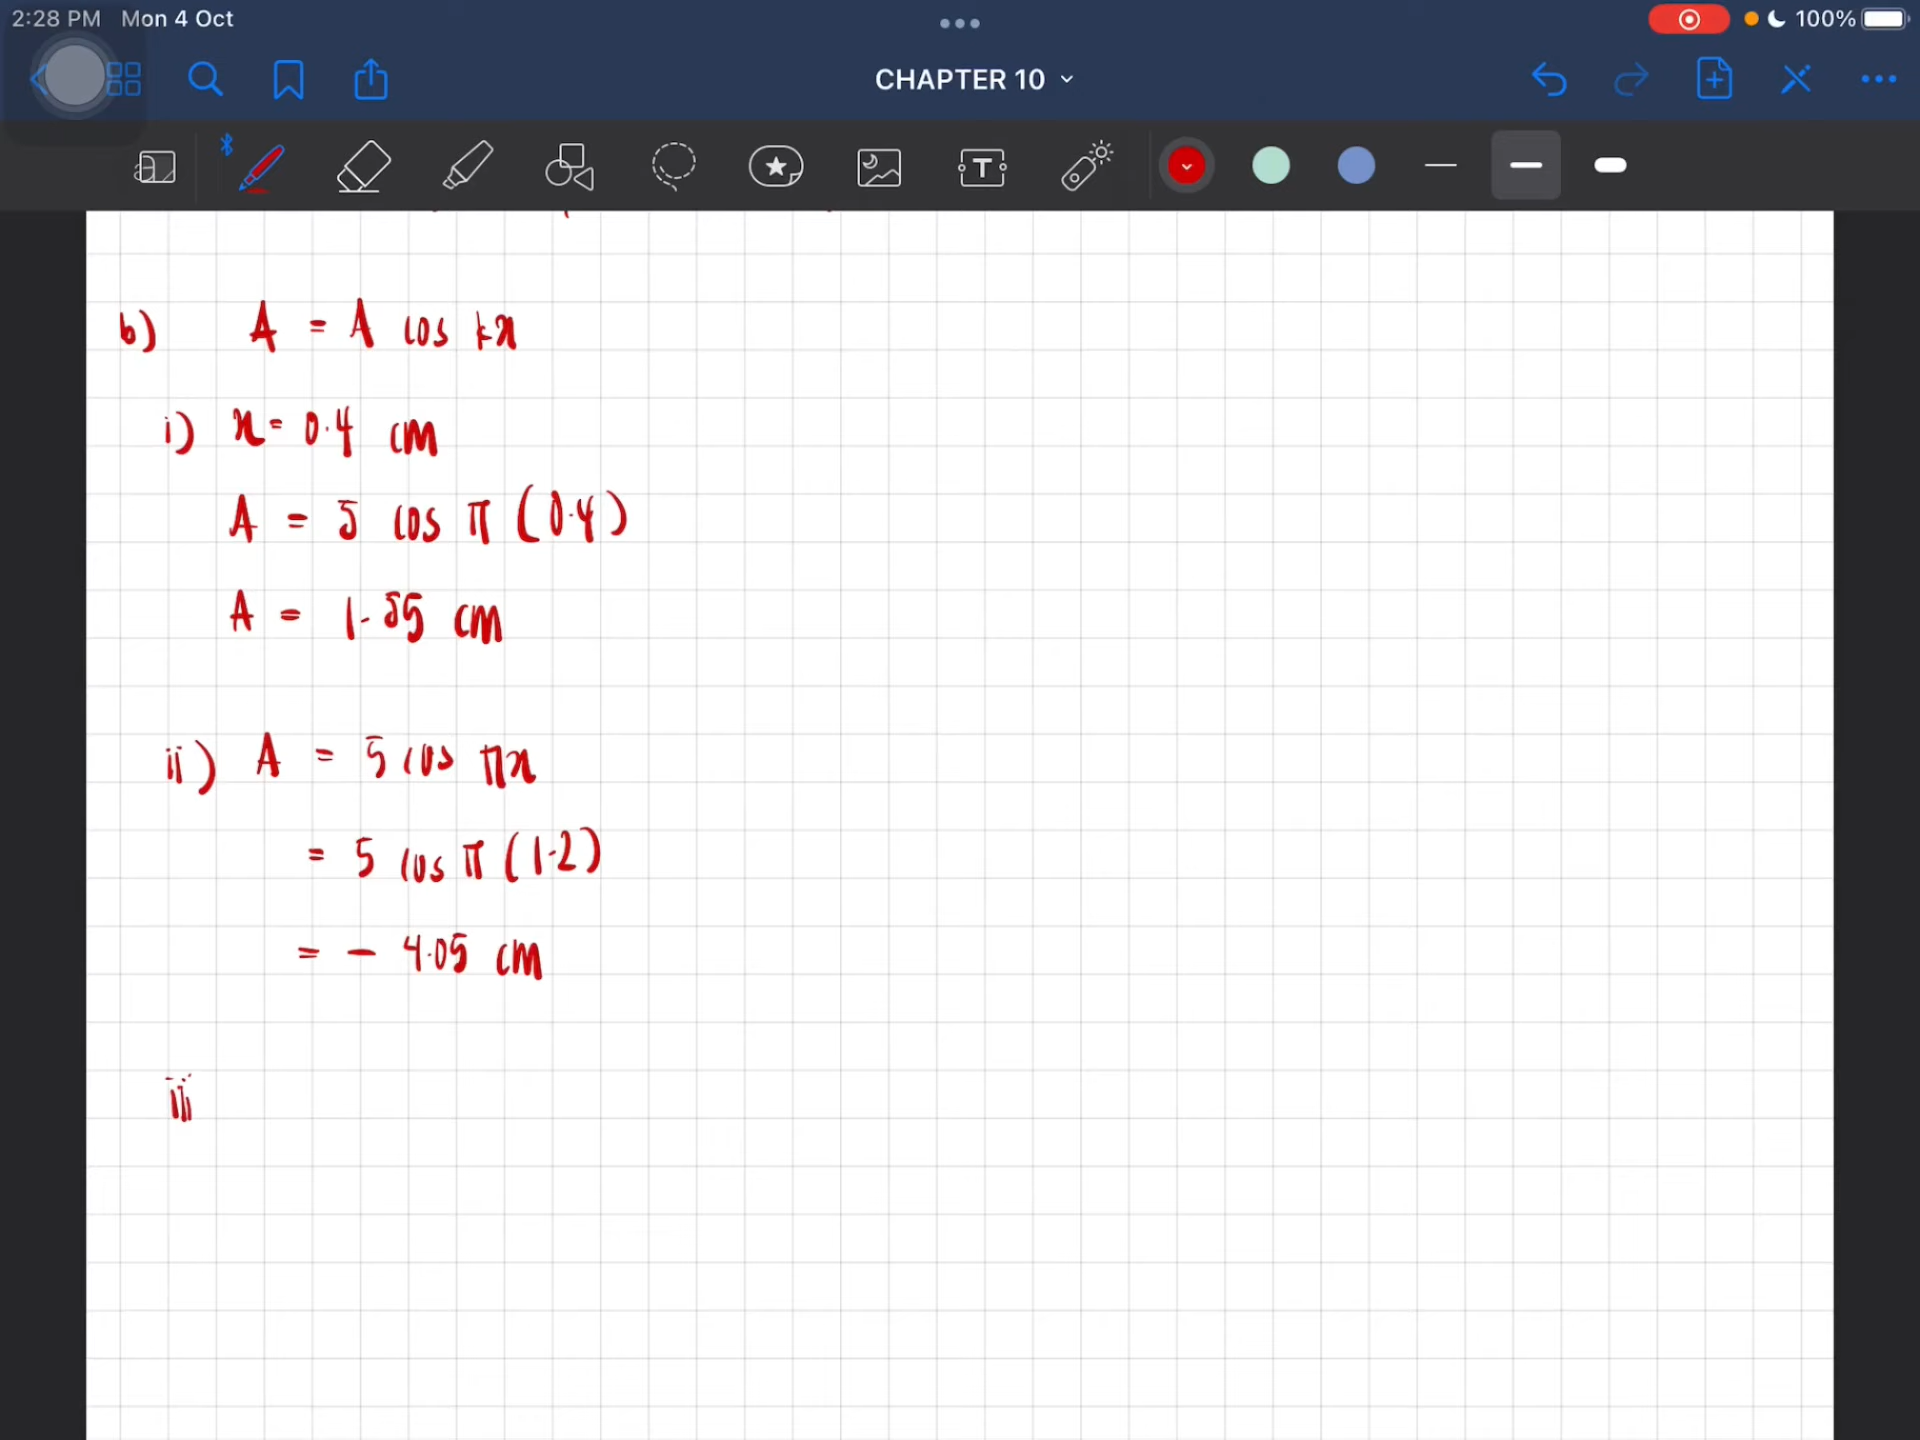 2:28 PM Mon 4 Oct
100%
CHAPTER 10
T
b) A = A cos kx
i) x = 0.4 cm
A = 5 cos π (0.4)
A = 1.55 cm
ii) A = 5 cos πx
= 5 cos π (1.2)
= - 4.05 cm
iii